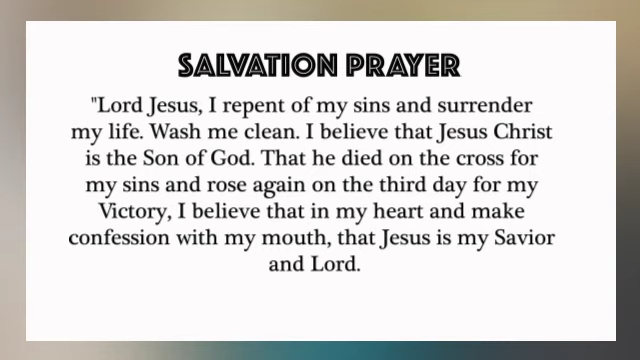 SALVATION PRAYER
"Lord Jesus, I repent of my sins and surrender
my life. Wash me clean. I believe that Jesus Christ
is the Son of God. That he died on the cross for
my sins and rose again on the third day for my
Victory, I believe that in my heart and make
confession with my mouth, that Jesus is my Savior
and Lord.